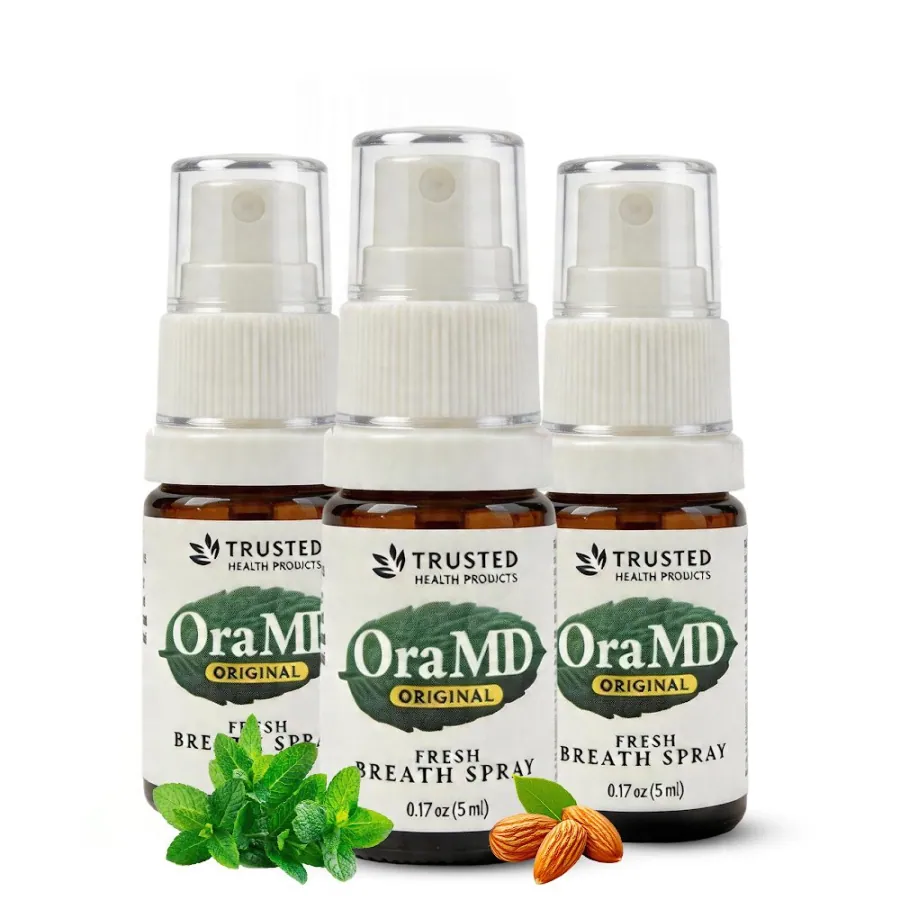 TRUSTED
HEALTH PRODUCTS
OraMD
ORIGINAL
FRESH
BREATH SPRAY
0.17 oz (5 ml)
TRUSTED
HEALTH PRODUCTS
OraMD
ORIGINAL
FRESH
BREATH SPRAY
0.17 oz (5 ml)
TRUSTED
HEALTH PRODUCTS
OraMD
ORIGINAL
FRESH
BREATH SPRAY
0.17 oz (5 ml)